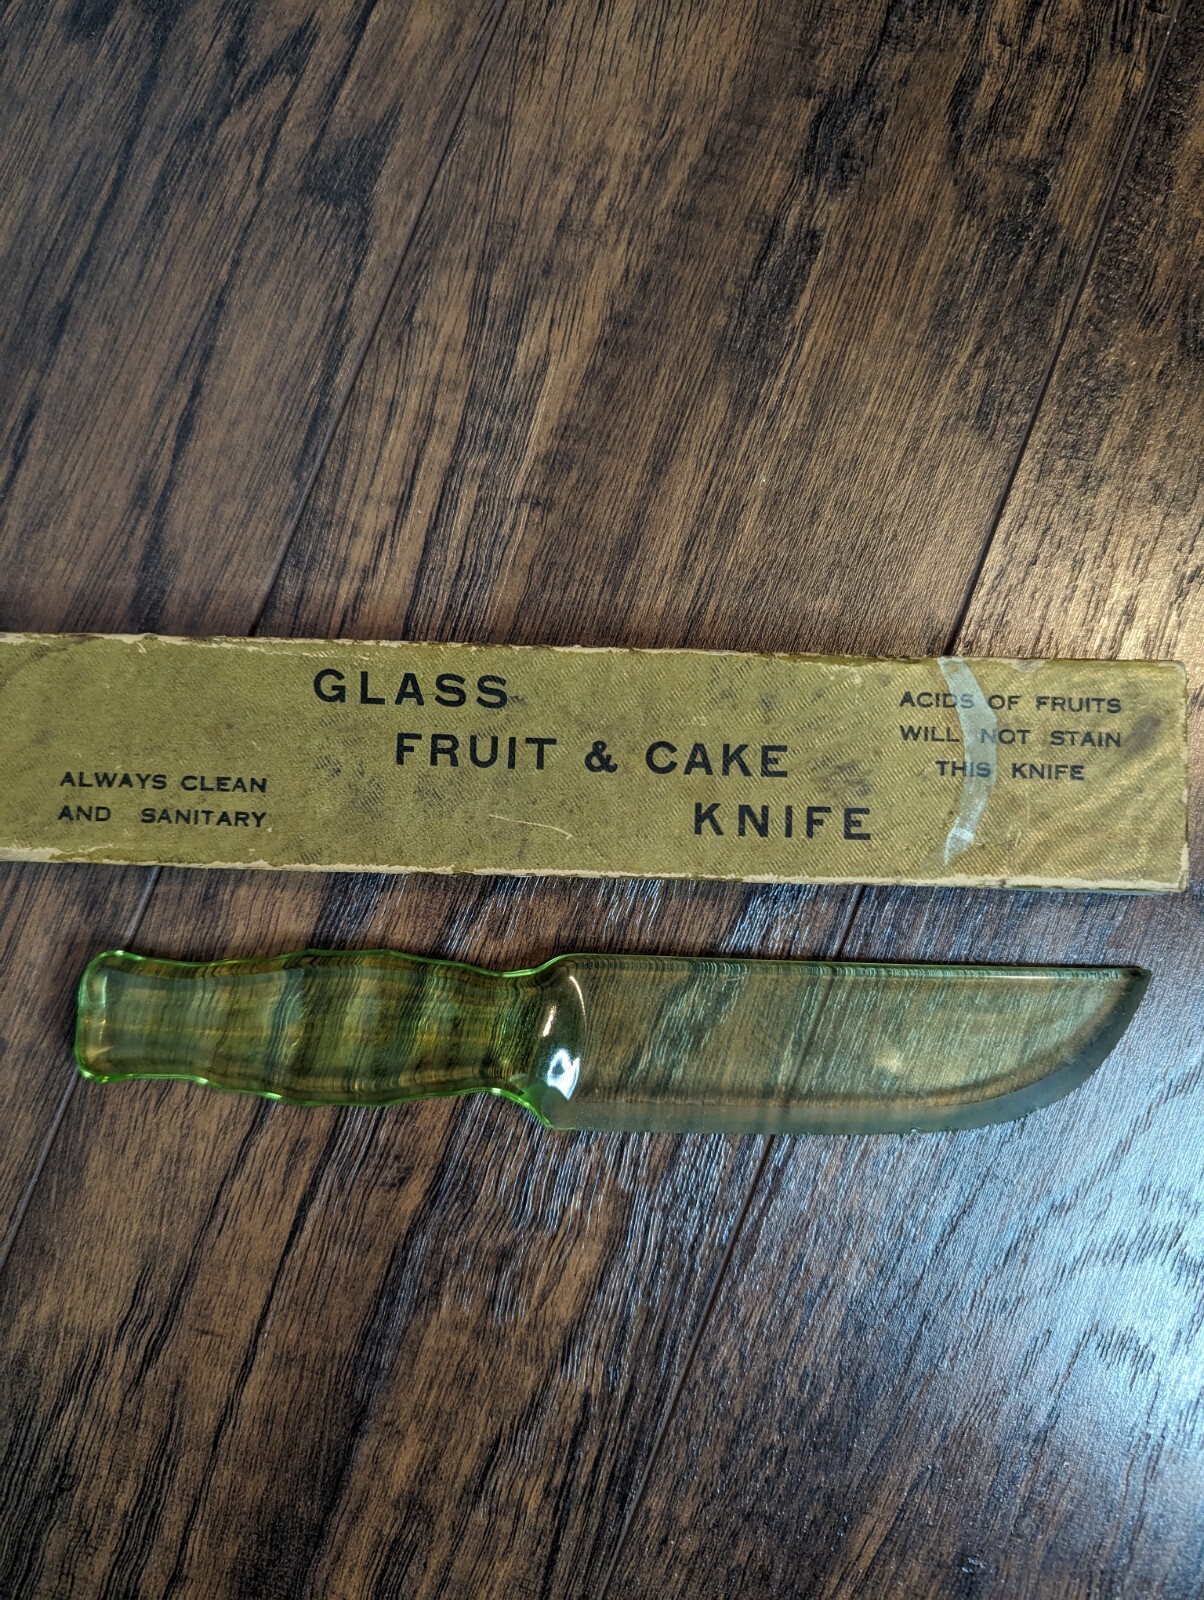 GLASS
FRUIT & CAKE
KNIFE
ALWAYS CLEAN
AND SANITARY
ACIDS OF FRUITS
WILL NOT STAIN
THIS KNIFE